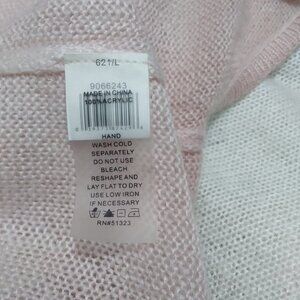 621/L
9066243
MADE IN CHINA
100%ACRYLIC
HAND
WASH COLD
SEPARATELY
DO NOT USE
BLEACH
RESHAPE AND
LAY FLAT TO DRY
USE LOW IRON
IF NECESSARY
RN#51323